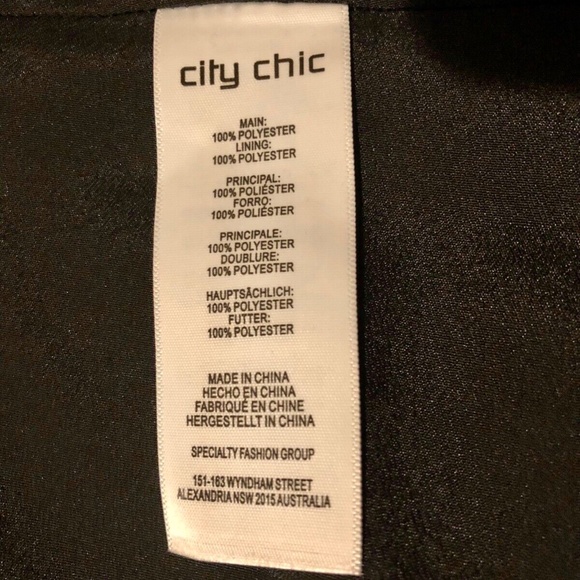 city chic
MAIN:
100% POLYESTER
LINING:
100% POLYESTER
PRINCIPAL:
100% POLIÉSTER
FORRO:
100% POLIÉSTER
PRINCIPALE:
100% POLYESTER
DOUBLURE:
100% POLYESTER
HAUPTSÄCHLICH:
100% POLYESTER
FUTTER:
100% POLYESTER
MADE IN CHINA
HECHO EN CHINA
FABRIQUÉ EN CHINE
HERGESTELLT IN CHINA
SPECIALTY FASHION GROUP
151-163 WYNDHAM STREET
ALEXANDRIA NSW 2015 AUSTRALIA